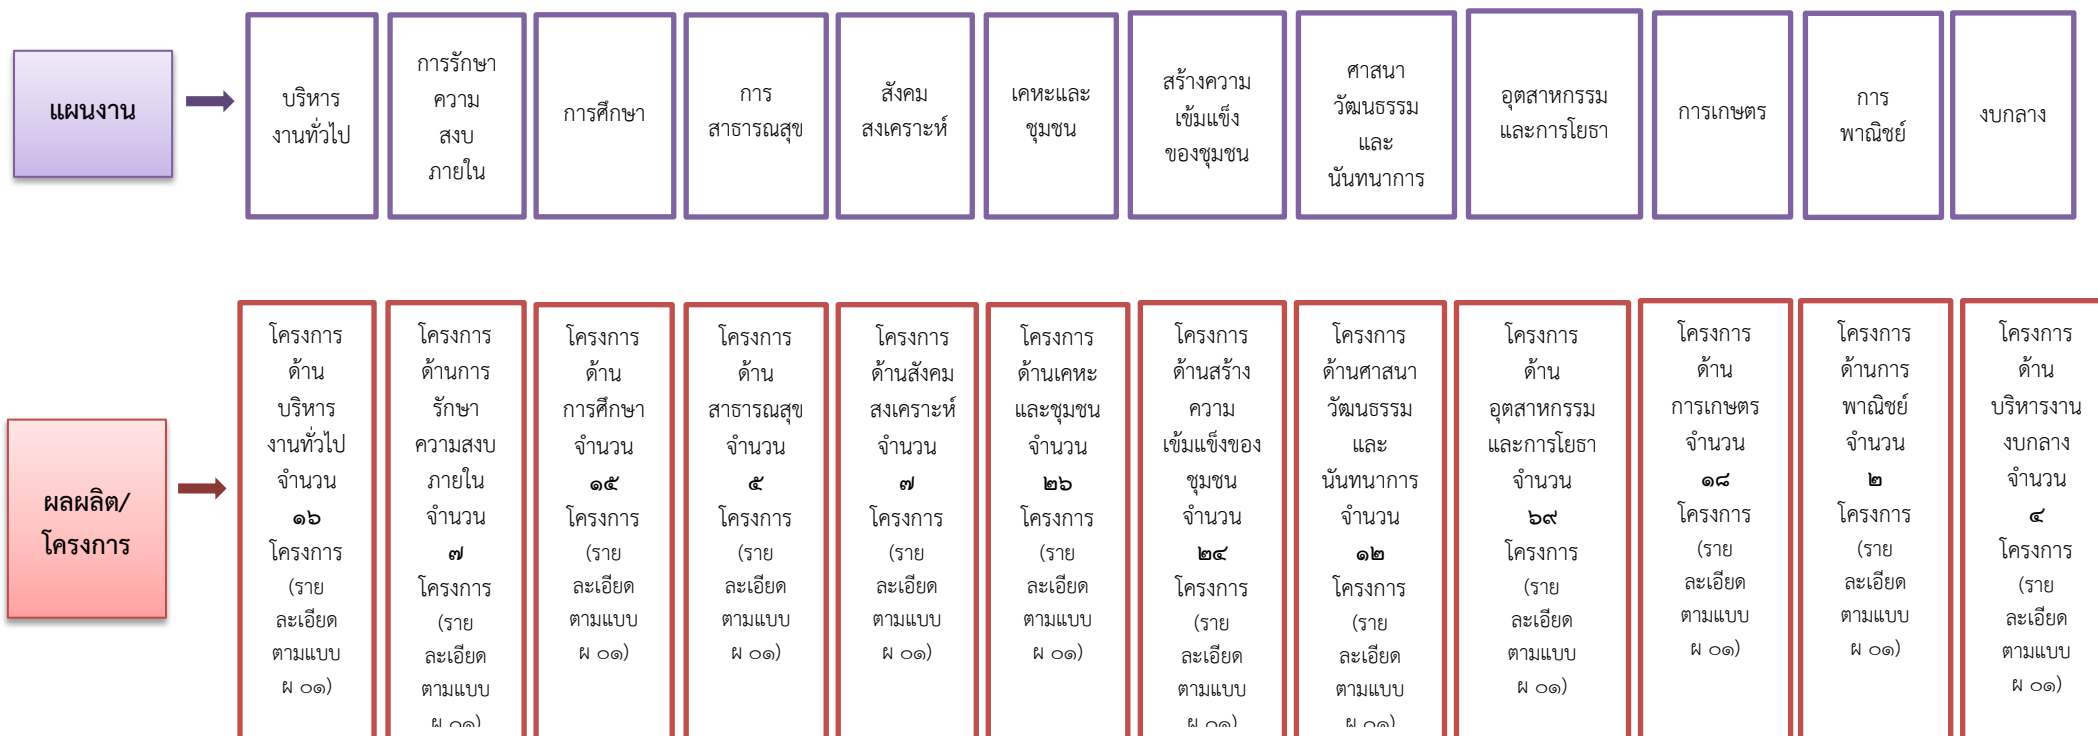 แผนงาน
บริหาร
งานทั่วไป
การรักษา
ความ
สงบ
ภายใน
การศึกษา
การ
สาธารณสุข
สังคม
สงเคราะห์
เคหะและ
ชุมชน
สร้างความ
เข้มแข็ง
ของชุมชน
ศาสนา
วัฒนธรรม
และ
นันทนาการ
อุตสาหกรรม
และการโยธา
การเกษตร
การ
พาณิชย์
งบกลาง
ผลผลิต/
โครงการ
โครงการ
ด้าน
บริหาร
งานทั่วไป
จำนวน
๑๖
โครงการ
(ราย
ละเอียด
ตามแบบ
ผ ๐๑)
โครงการ
ด้านการ
รักษา
ความสงบ
ภายใน
จำนวน
๗
โครงการ
(ราย
ละเอียด
ตามแบบ
ผ ๐๑)
โครงการ
ด้าน
การศึกษา
จำนวน
๑๕
โครงการ
(ราย
ละเอียด
ตามแบบ
ผ ๐๑)
โครงการ
ด้าน
สาธารณสุข
จำนวน
๕
โครงการ
(ราย
ละเอียด
ตามแบบ
ผ ๐๑)
โครงการ
ด้านสังคม
สงเคราะห์
จำนวน
๗
โครงการ
(ราย
ละเอียด
ตามแบบ
ผ ๐๑)
โครงการ
ด้านเคหะ
และชุมชน
จำนวน
๒๖
โครงการ
(ราย
ละเอียด
ตามแบบ
ผ ๐๑)
โครงการ
ด้านสร้าง
ความ
เข้มแข็งของ
ชุมชน
จำนวน
๒๔
โครงการ
(ราย
ละเอียด
ตามแบบ
ผ ๐๑)
โครงการ
ด้านศาสนา
วัฒนธรรม
และ
นันทนาการ
จำนวน
๑๒
โครงการ
(ราย
ละเอียด
ตามแบบ
ผ ๐๑)
โครงการ
ด้าน
อุตสาหกรรม
และการโยธา
จำนวน
๖๙
โครงการ
(ราย
ละเอียด
ตามแบบ
ผ ๐๑)
โครงการ
ด้าน
การเกษตร
จำนวน
๑๘
โครงการ
(ราย
ละเอียด
ตามแบบ
ผ ๐๑)
โครงการ
ด้านการ
พาณิชย์
จำนวน
๒
โครงการ
(ราย
ละเอียด
ตามแบบ
ผ ๐๑)
โครงการ
ด้าน
บริหารงาน
งบกลาง
จำนวน
๔
โครงการ
(ราย
ละเอียด
ตามแบบ
ผ ๐๑)